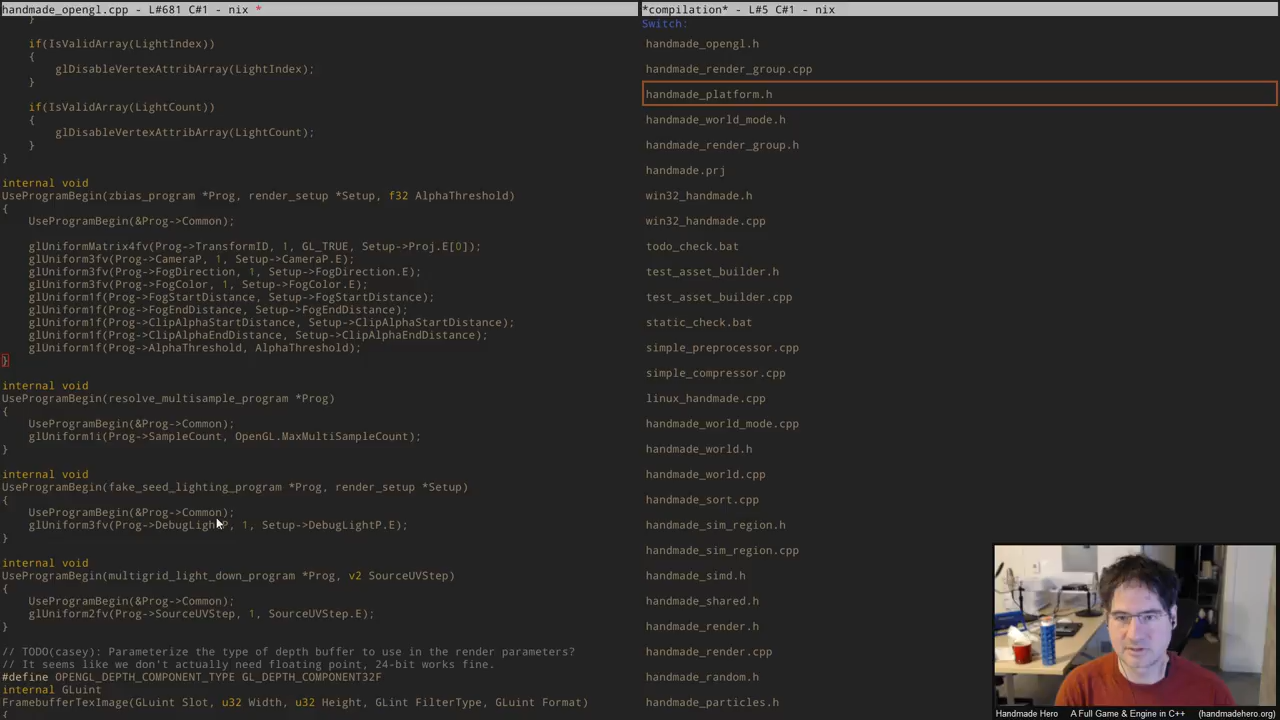 handmade_opengl.cpp - L#681 C#1 - nix *
}
if(IsValidArray(LightIndex))
{
glDisableVertexAttribArray(LightIndex);
}
if(IsValidArray(LightCount))
{
glDisableVertexAttribArray(LightCount);
}
}
internal void
UseProgramBegin(zbias_program *Prog, render_setup *Setup, f32 AlphaThreshold)
{
UseProgramBegin(&Prog->Common);
glUniformMatrix4fv(Prog->TransformID, 1, GL_TRUE, Setup->Proj.E[0]);
glUniform3fv(Prog->CameraP, 1, Setup->CameraP.E);
glUniform3fv(Prog->FogDirection, 1, Setup->FogDirection.E);
glUniform3fv(Prog->FogColor, 1, Setup->FogColor.E);
glUniform1f(Prog->FogStartDistance, Setup->FogStartDistance);
glUniform1f(Prog->FogEndDistance, Setup->FogEndDistance);
glUniform1f(Prog->ClipAlphaStartDistance, Setup->ClipAlphaStartDistance);
glUniform1f(Prog->ClipAlphaEndDistance, Setup->ClipAlphaEndDistance);
glUniform1f(Prog->AlphaThreshold, AlphaThreshold);
}
internal void
UseProgramBegin(resolve_multisample_program *Prog)
{
UseProgramBegin(&Prog->Common);
glUniform1i(Prog->SampleCount, OpenGL.MaxMultiSampleCount);
}
internal void
UseProgramBegin(fake_seed_lighting_program *Prog, render_setup *Setup)
{
UseProgramBegin(&Prog->Common);
glUniform3fv(Prog->DebugLightP, 1, Setup->DebugLightP.E);
}
internal void
UseProgramBegin(multigrid_light_down_program *Prog, v2 SourceUVStep)
{
UseProgramBegin(&Prog->Common);
glUniform2fv(Prog->SourceUVStep, 1, SourceUVStep.E);
}
// TODO(casey): Parameterize the type of depth buffer to use in the render parameters?
// It seems like we don't actually need floating point, 24-bit works fine.
#define OPENGL_DEPTH_COMPONENT_TYPE GL_DEPTH_COMPONENT32F
internal GLuint
FramebufferTexImage(GLuint Slot, u32 Width, u32 Height, GLint FilterType, GLuint Format)
{
*compilation* - L#5 C#1 - nix
Switch:
handmade_opengl.h
handmade_render_group.cpp
handmade_platform.h
handmade_world_mode.h
handmade_render_group.h
handmade.prj
win32_handmade.h
win32_handmade.cpp
todo_check.bat
test_asset_builder.h
test_asset_builder.cpp
static_check.bat
simple_preprocessor.cpp
simple_compressor.cpp
linux_handmade.cpp
handmade_world_mode.cpp
handmade_world.h
handmade_world.cpp
handmade_sort.cpp
handmade_sim_region.h
handmade_sim_region.cpp
handmade_simd.h
handmade_shared.h
handmade_render.h
handmade_render.cpp
handmade_random.h
handmade_particles.h
Handmade Hero A Full Game & Engine in C++ (handmadehero.org)